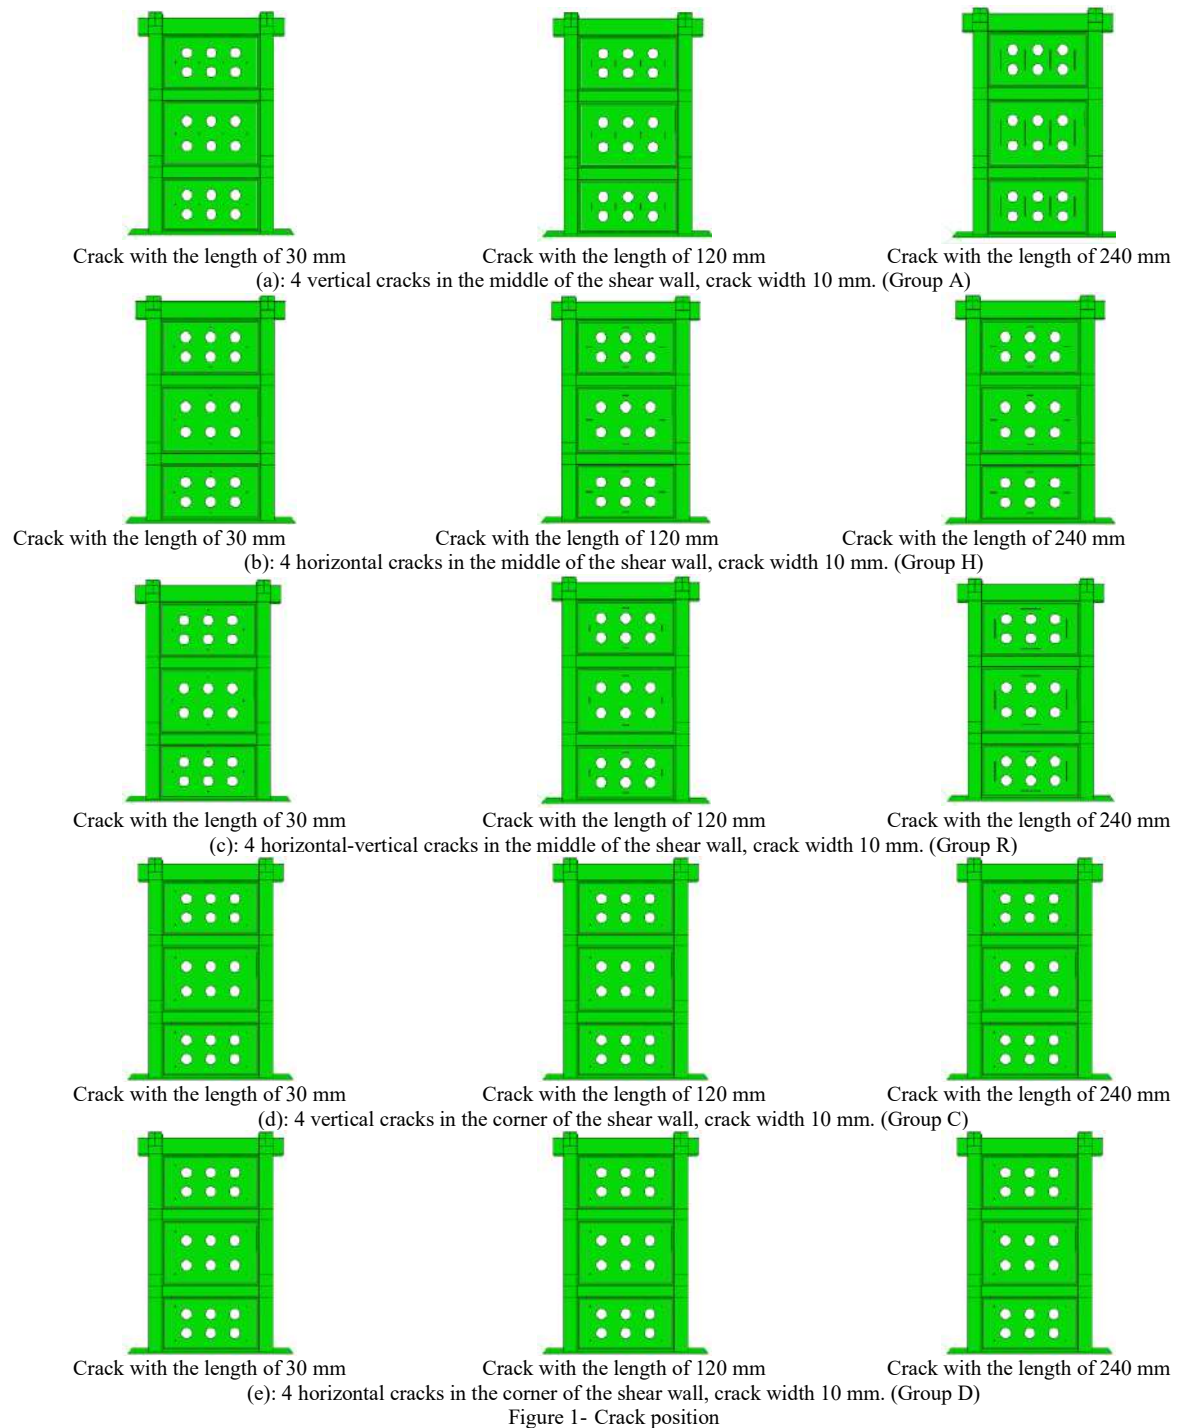 Crack with the length of 30 mm Crack with the length of 120 mm Crack with the length of 240 mm
(a): 4 vertical cracks in the middle of the shear wall, crack width 10 mm. (Group A)
Crack with the length of 30 mm Crack with the length of 120 mm Crack with the length of 240 mm
(b): 4 horizontal cracks in the middle of the shear wall, crack width 10 mm. (Group H)
Crack with the length of 30 mm Crack with the length of 120 mm Crack with the length of 240 mm
(c): 4 horizontal-vertical cracks in the middle of the shear wall, crack width 10 mm. (Group R)
Crack with the length of 30 mm Crack with the length of 120 mm Crack with the length of 240 mm
(d): 4 vertical cracks in the corner of the shear wall, crack width 10 mm. (Group C)
Crack with the length of 30 mm Crack with the length of 120 mm Crack with the length of 240 mm
(e): 4 horizontal cracks in the corner of the shear wall, crack width 10 mm. (Group D)
Figure 1- Crack position